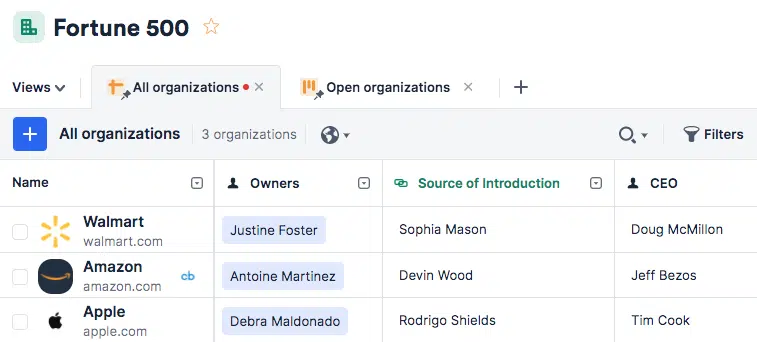 Fortune 500
Views All organizations Open organizations
All organizations 3 organizations Filters
Name Owners Source of Introduction CEO
Walmart
walmart.com
Justine Foster Sophia Mason Doug McMillon
Amazon
amazon.com
cb Antoine Martinez Devin Wood Jeff Bezos
Apple
apple.com
Debra Maldonado Rodrigo Shields Tim Cook